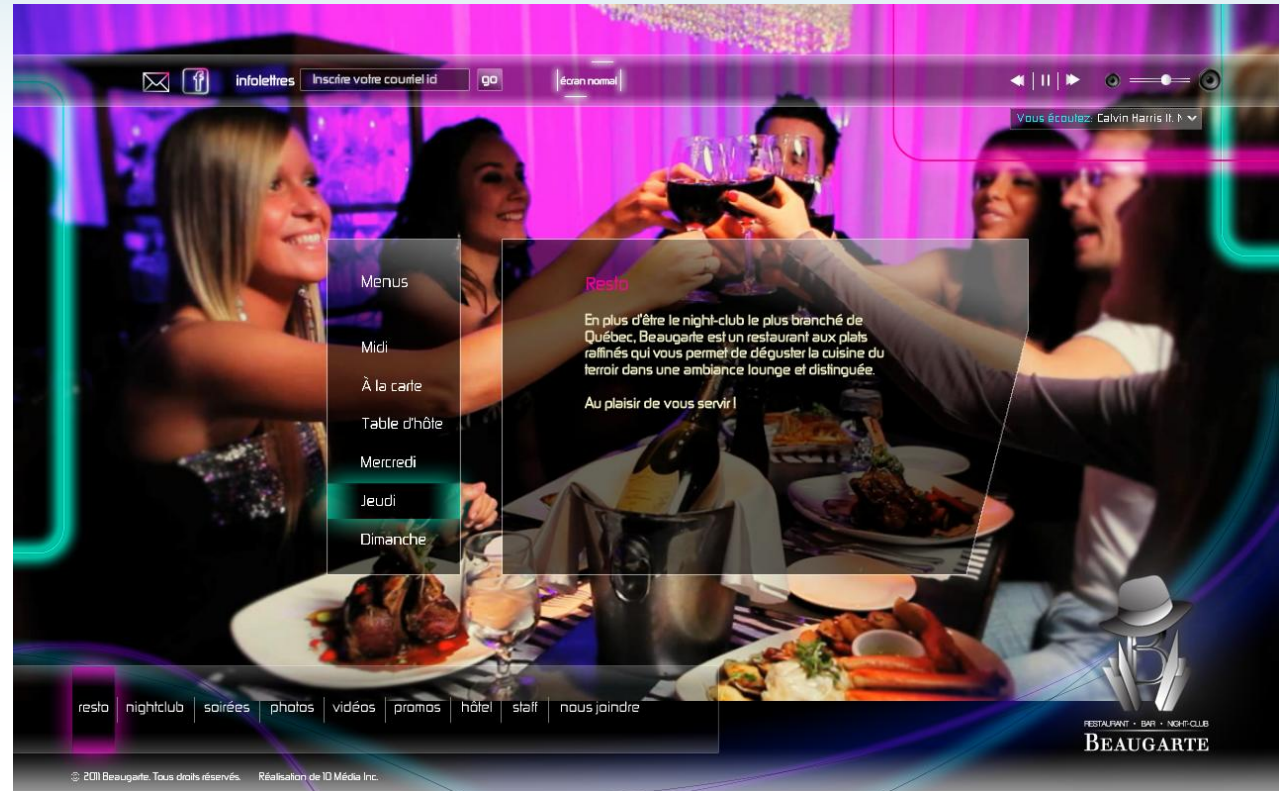 infolettres Inscrire votre courriel ici go écran normal
Vous écoutez: Calvin Harris ft. N
Menus
Midi
À la carte
Table d'hôte
Mercredi
Jeudi
Dimanche
Resto
En plus d'être le night-club le plus branché de
Québec, Beaugarte est un restaurant aux plats
raffinés qui vous permet de déguster la cuisine du
terroir dans une ambiance lounge et distinguée.
Au plaisir de vous servir !
resto nightclub soirées photos vidéos promos hôtel staff nous joindre
B
RESTAURANT • BAR • NIGHT-CLUB
BEAUGARTE
© 2011 Beaugarte. Tous droits réservés. Réalisation de 10 Média Inc.